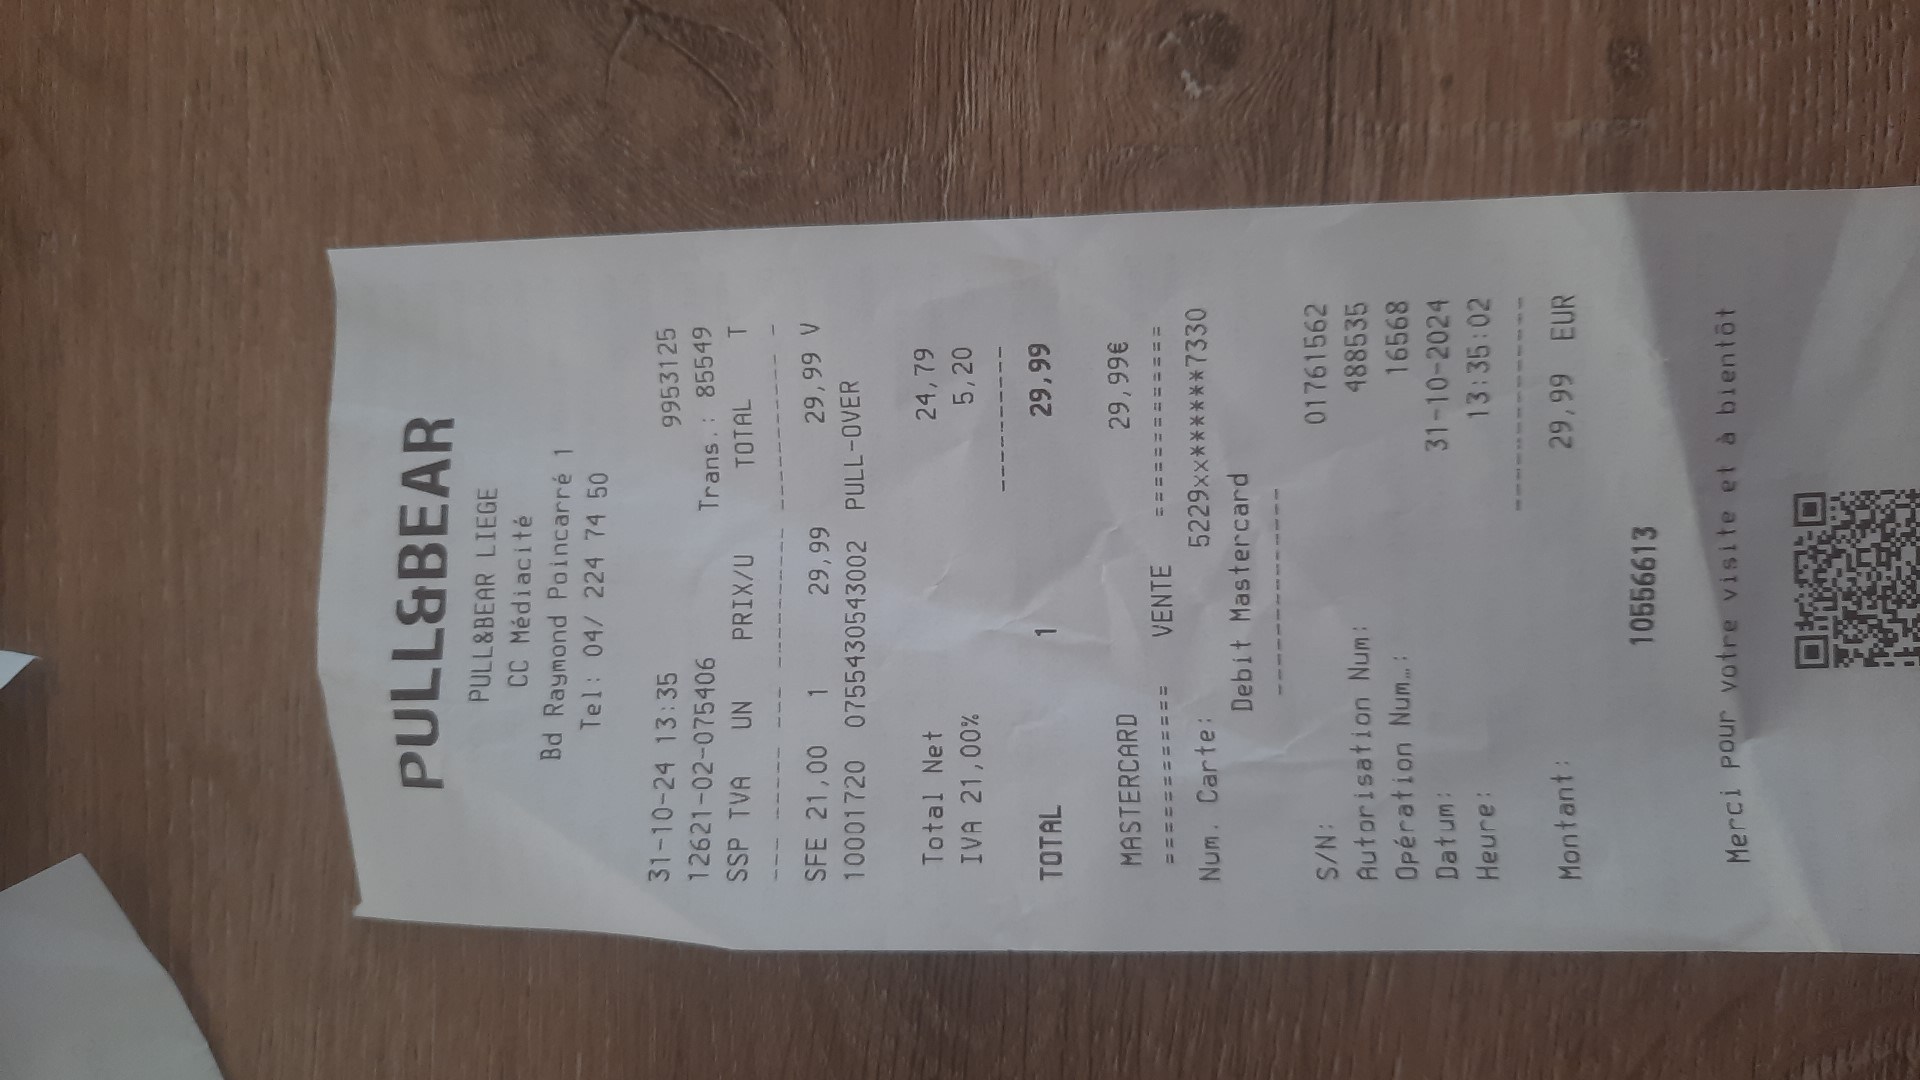 PULL&BEAR
PULL&BEAR LIEGE
CC Médiacité
Bd Raymond Poincarré 1
Tel: 04/ 224 74 50
31-10-24 13:35 9953125
12621-02-075406 Trans.: 85549
SSP TVA UN PRIX/U TOTAL T
SFE 21,00 1 29,99 29,99 V
10001720 07554305543002 PULL-OVER
Total Net 24,79
IVA 21,00% 5,20
TOTAL 1 29,99
MASTERCARD 29,99€
=========== VENTE ===========
Num. Carte: 5229xx******7330
Debit Mastercard
S/N: 01761562
Autorisation Num: 488535
Opération Num…: 16568
Datum: 31-10-2024
Heure: 13:35:02
Montant: 29,99 EUR
10556613
Merci pour votre visite et à bientôt